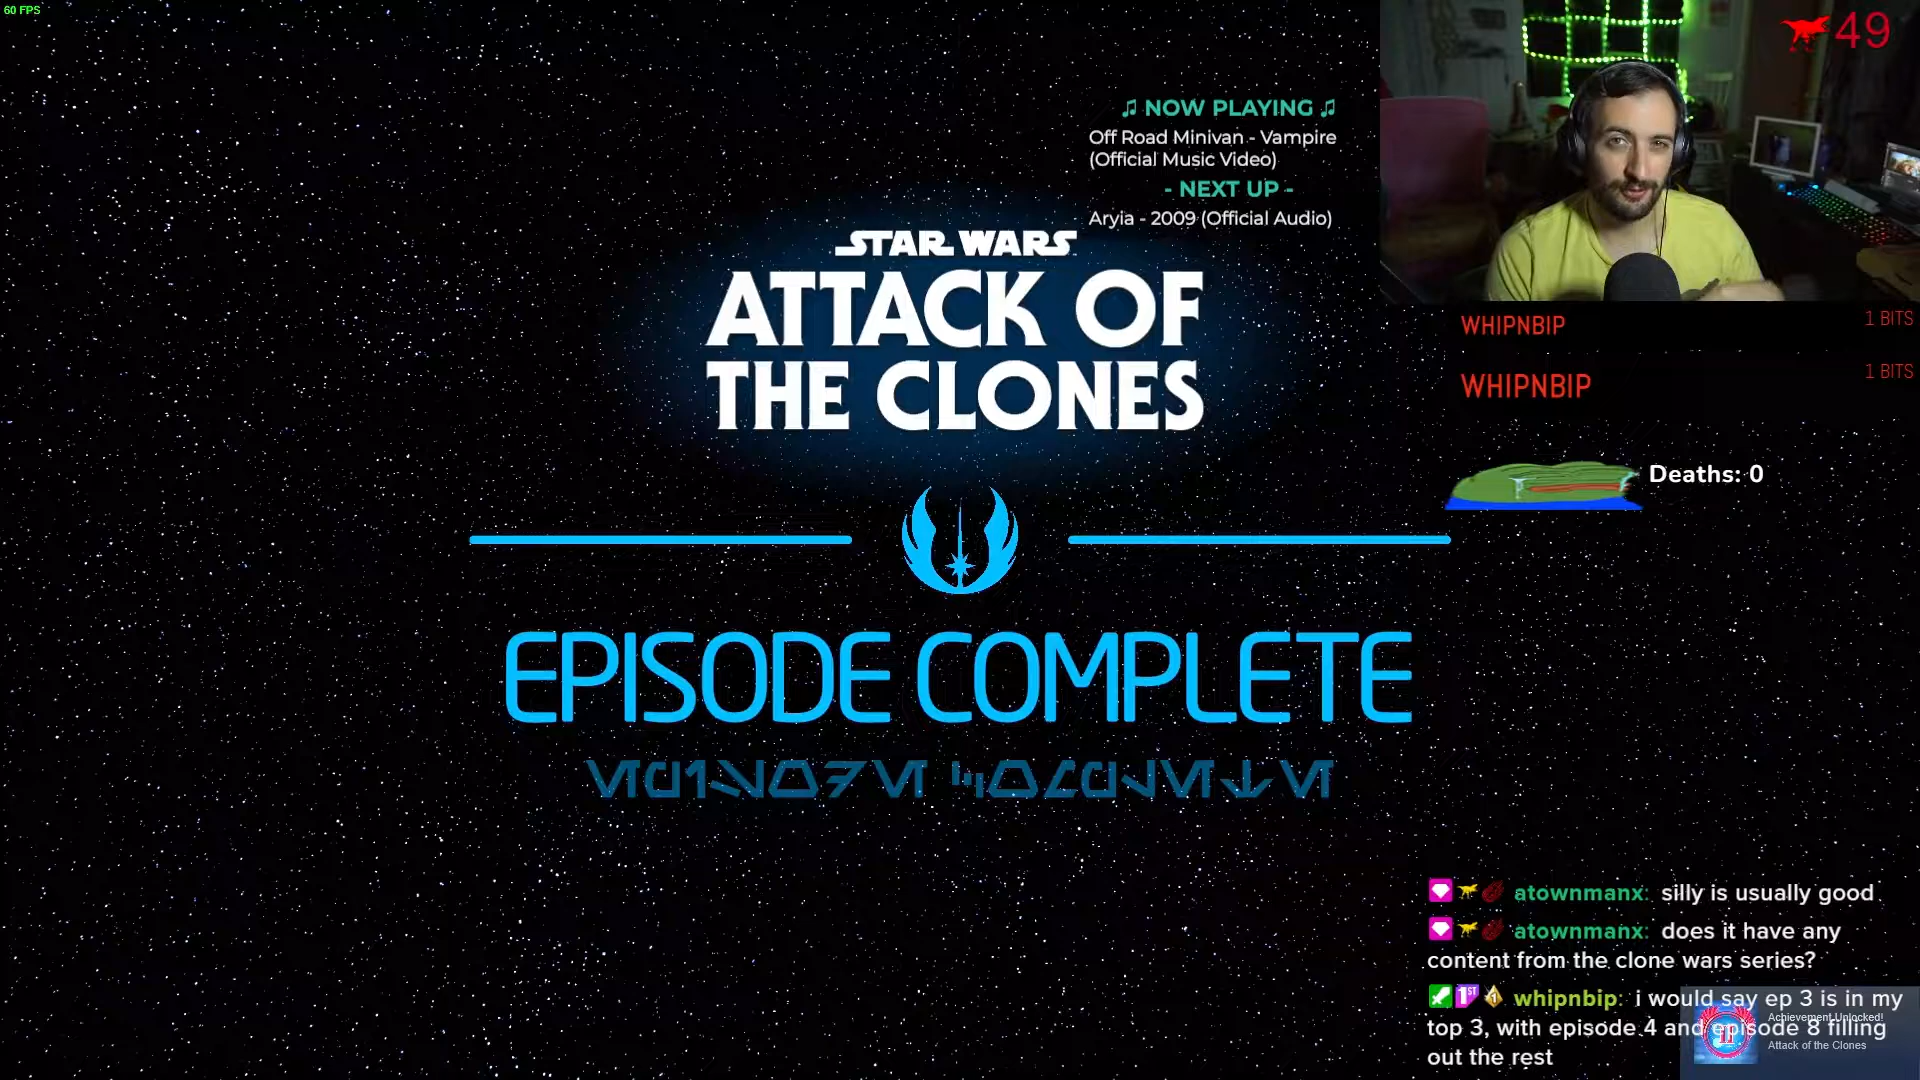 60 FPS
49
♫ NOW PLAYING ♫
Off Road Minivan - Vampire
(Official Music Video)
- NEXT UP -
Aryia - 2009 (Official Audio)
STAR WARS
ATTACK OF
THE CLONES
WHIPNBIP 1 BITS
WHIPNBIP 1 BITS
Deaths: 0
EPISODE COMPLETE
atownmanx: silly is usually good
atownmanx: does it have any
content from the clone wars series?
1ST whipnbip: i would say ep 3 is in my
top 3, with episode 4 and episode 8 filling
out the rest
Achievement Unlocked!
Attack of the Clones